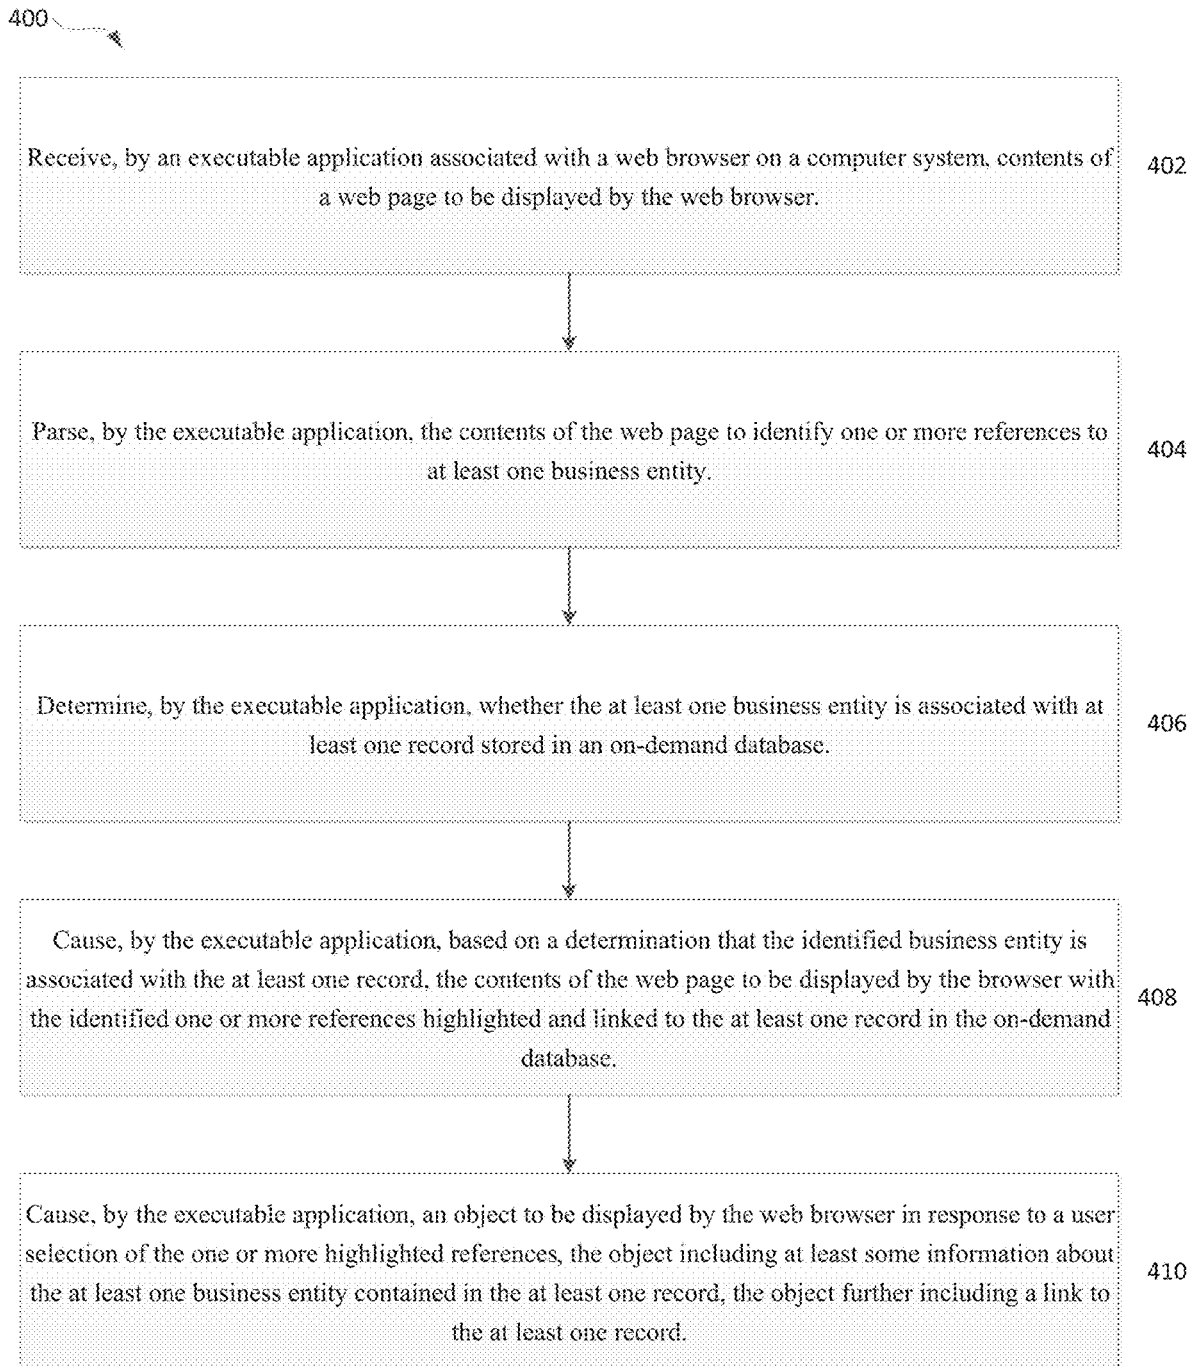 400
Receive, by an executable application associated with a web browser on a computer system, contents of
a web page to be displayed by the web browser.
402
Parse, by the executable application, the contents of the web page to identify one or more references to
at least one business entity.
404
Determine, by the executable application, whether the at least one business entity is associated with at
least one record stored in an on-demand database.
406
Cause, by the executable application, based on a determination that the identified business entity is
associated with the at least one record, the contents of the web page to be displayed by the browser with
the identified one or more references highlighted and linked to the at least one record in the on-demand
database.
408
Cause, by the executable application, an object to be displayed by the web browser in response to a user
selection of the one or more highlighted references, the object including at least some information about
the at least one business entity contained in the at least one record, the object further including a link to
the at least one record.
410